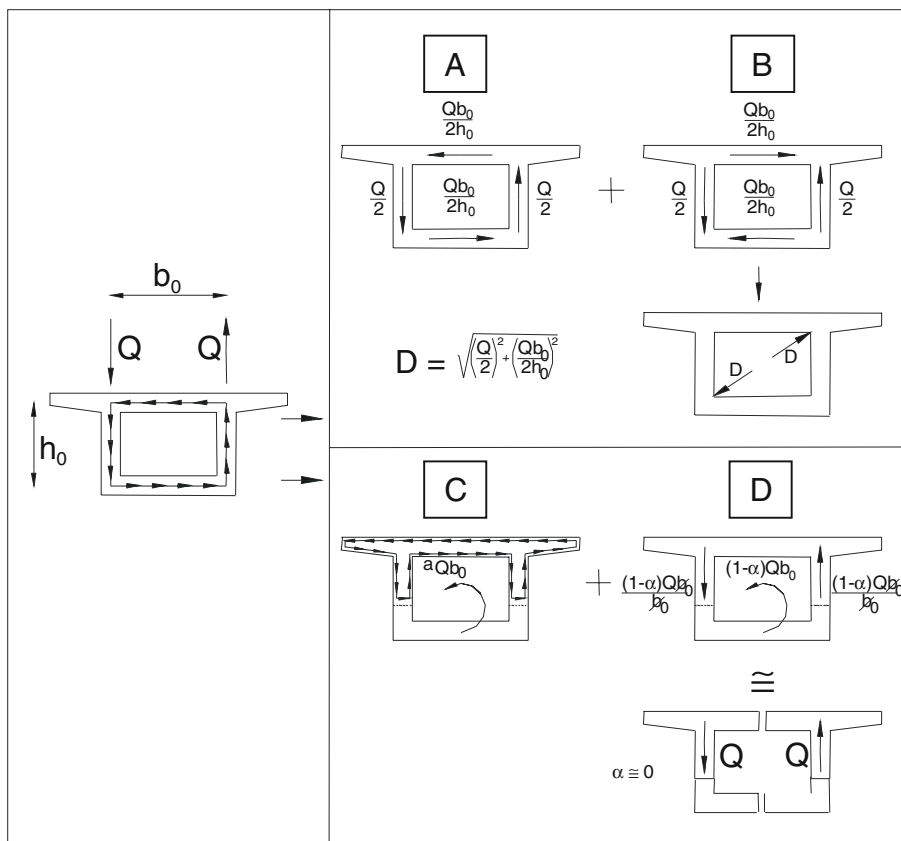 b₀
Q Q
h₀
A
Qb₀/2h₀
Q/2 Qb₀/2h₀ Q/2
+
B
Qb₀/2h₀
Q/2 Qb₀/2h₀ Q/2
D = √((Q/2)² + (Qb₀/2h₀)²)
D D
C
aQb₀
+
D
(1-α)Qb₀/b₀ (1-α)Qb₀ (1-α)Qb₀/b₀
≅
α ≅ 0
Q Q